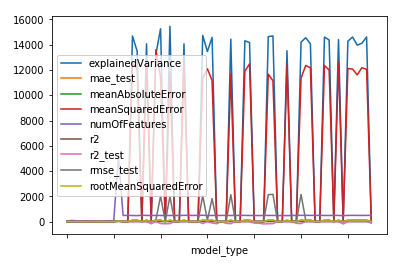 16000
14000
12000
10000
8000
6000
4000
2000
0
explainedVariance
mae_test
meanAbsoluteError
meanSquaredError
numOfFeatures
r2
r2_test
rmse_test
rootMeanSquaredError
model_type